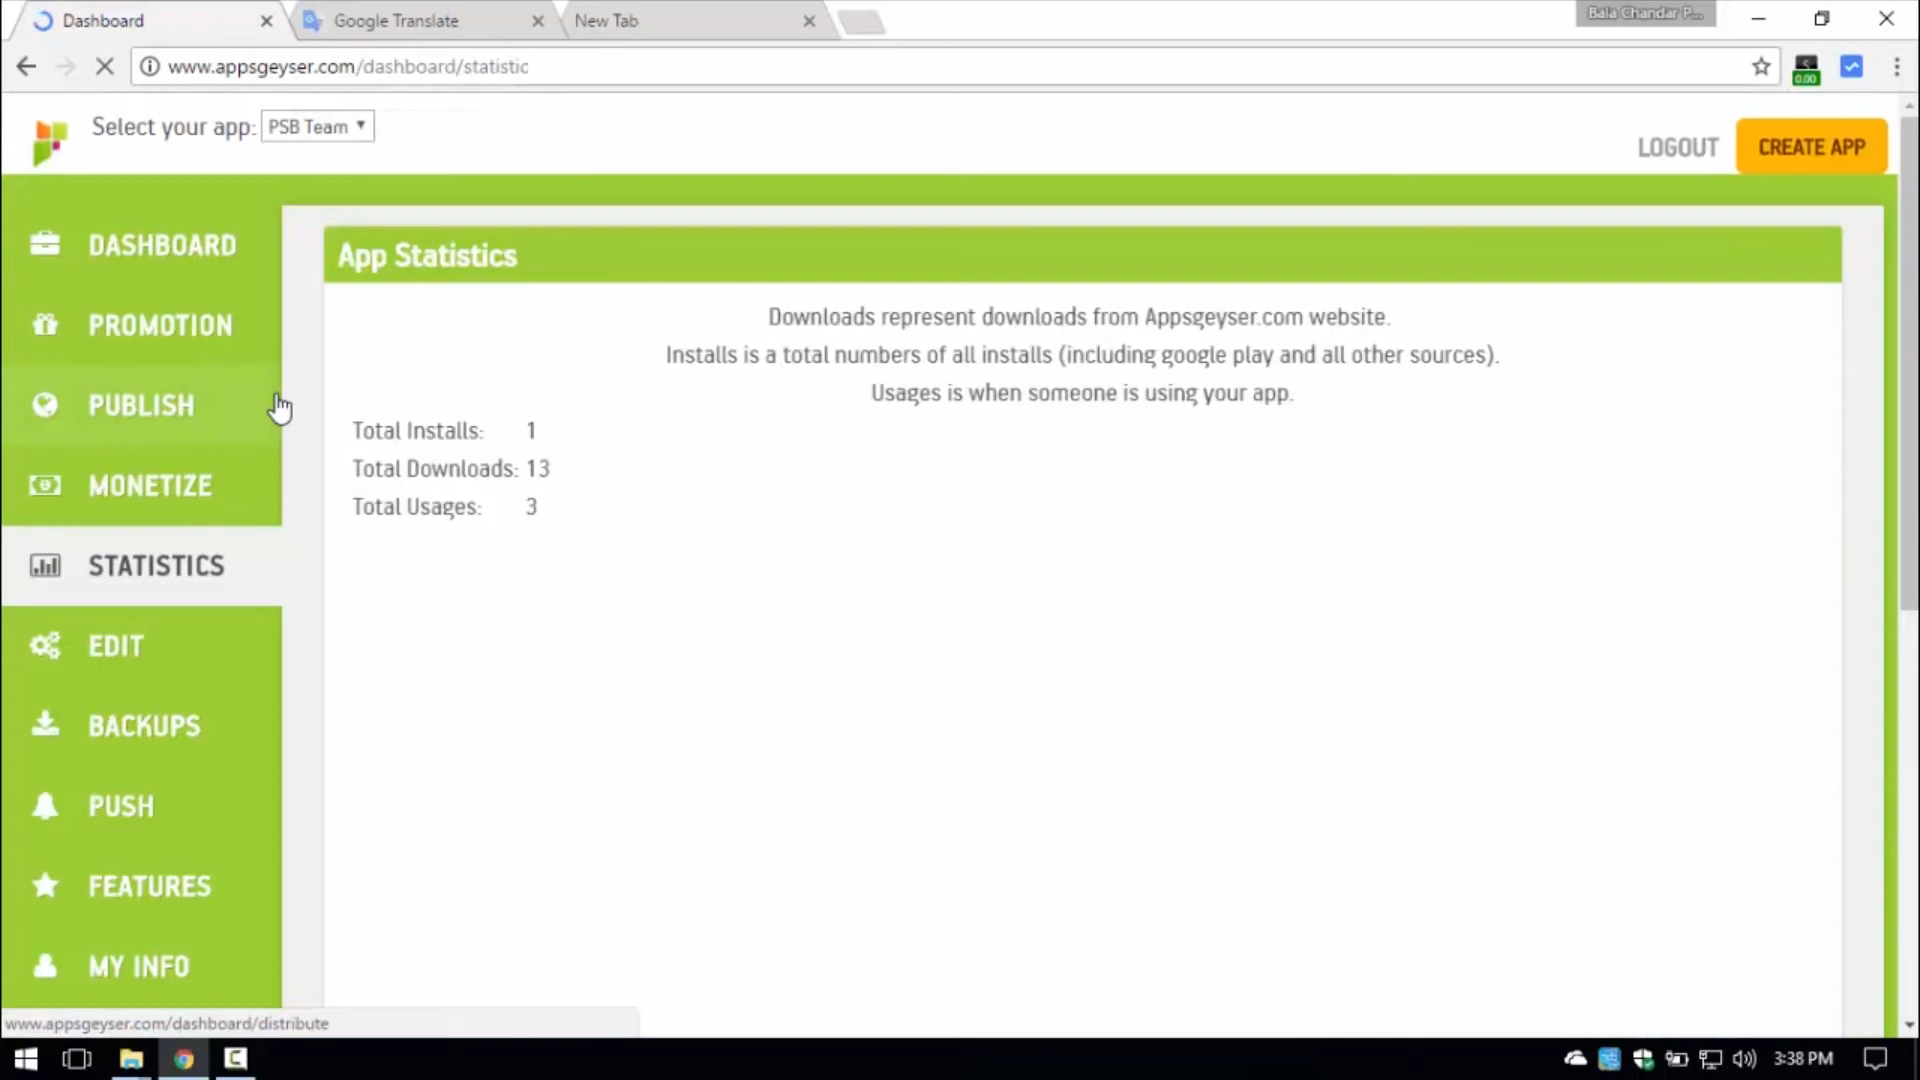 Dashboard
Google Translate
New Tab
Bala Chandar P...
www.appsgeyser.com/dashboard/statistic
0.00
Select your app: PSB Team
LOGOUT
CREATE APP
DASHBOARD
PROMOTION
PUBLISH
MONETIZE
STATISTICS
EDIT
BACKUPS
PUSH
FEATURES
MY INFO
App Statistics
Downloads represent downloads from Appsgeyser.com website.
Installs is a total numbers of all installs (including google play and all other sources).
Usages is when someone is using your app.
Total Installs: 1
Total Downloads: 13
Total Usages: 3
www.appsgeyser.com/dashboard/distribute
3:38 PM